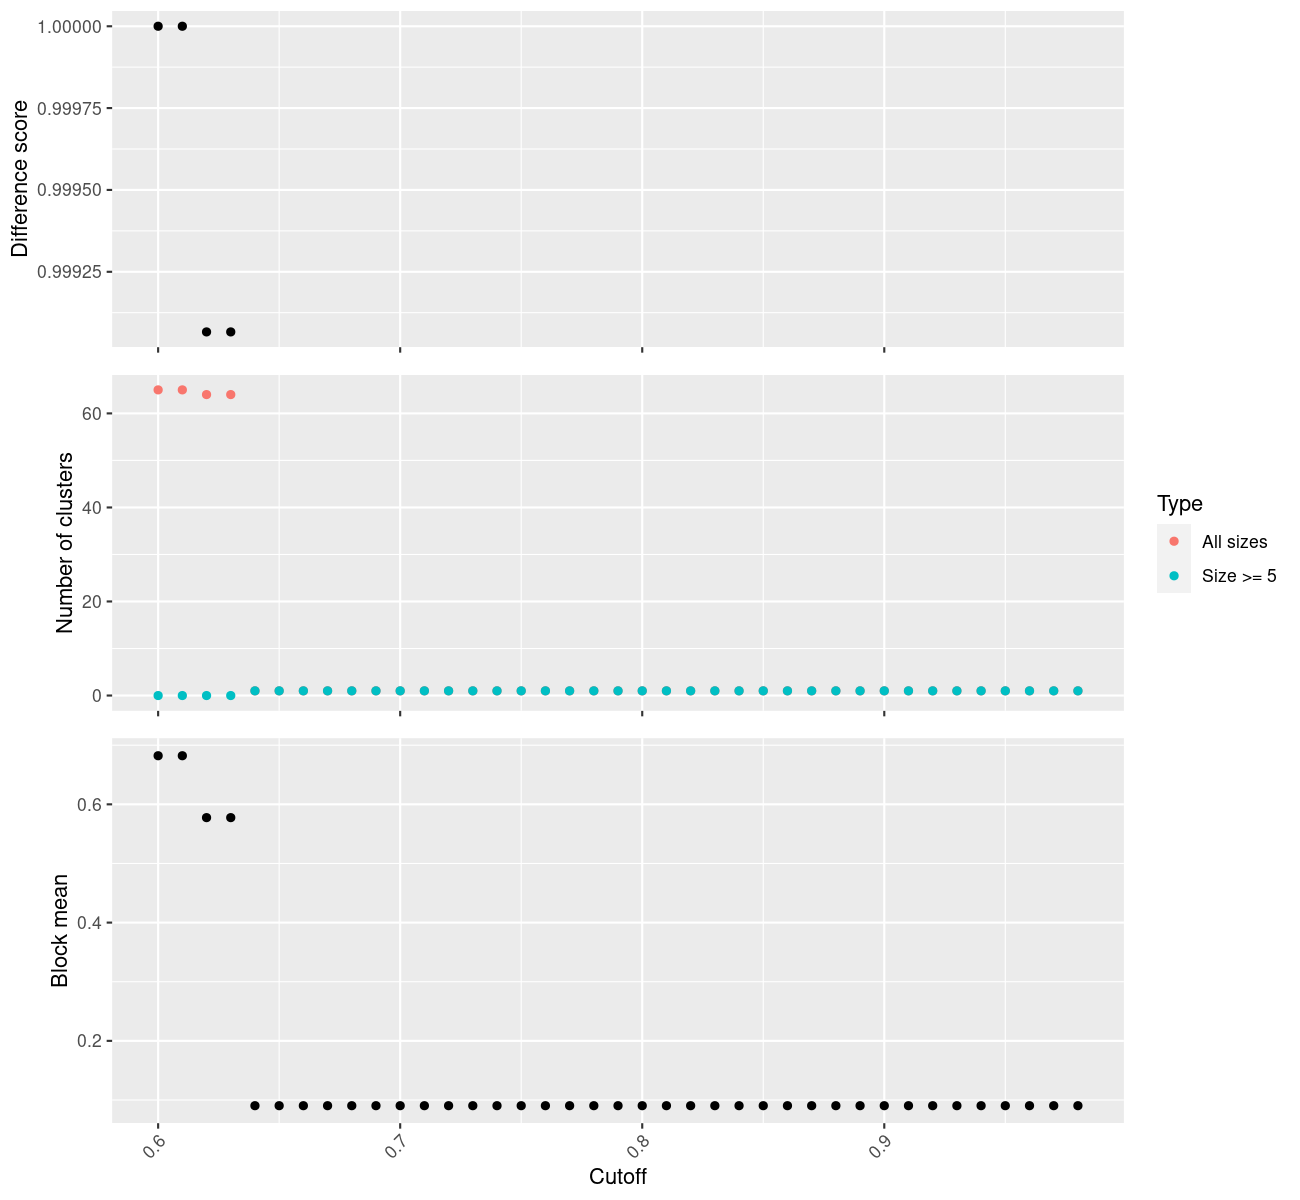 Difference score
1.00000
0.99975
0.99950
0.99925
Number of clusters
60
40
20
0
Type
All sizes
Size >= 5
Block mean
0.6
0.4
0.2
0.6
0.7
0.8
0.9
Cutoff